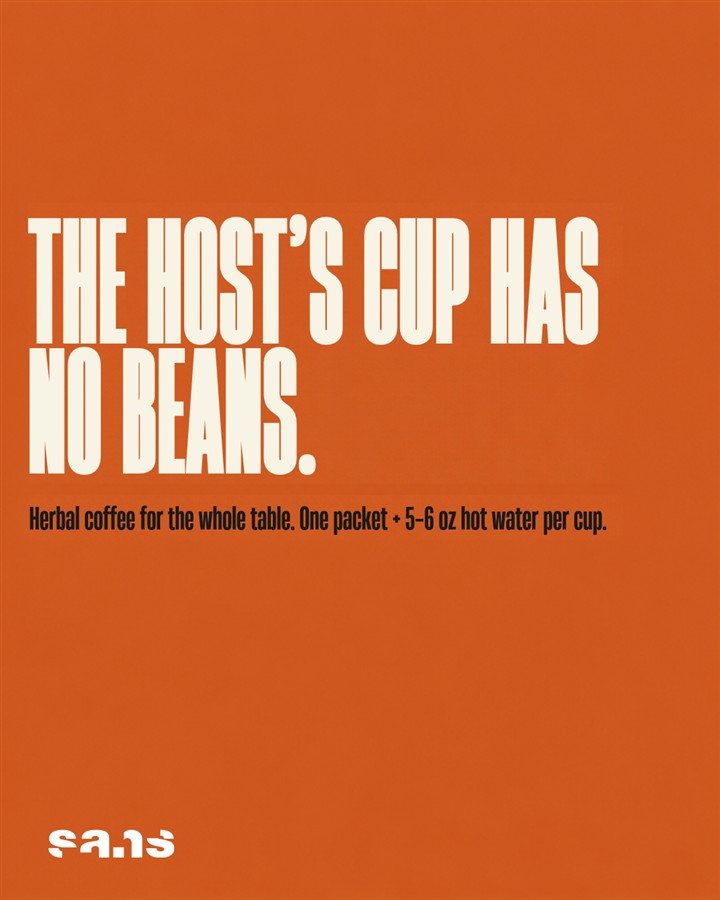 THE HOST’S CUP HAS
NO BEANS.
Herbal coffee for the whole table. One packet + 5–6 oz hot water per cup.
sans